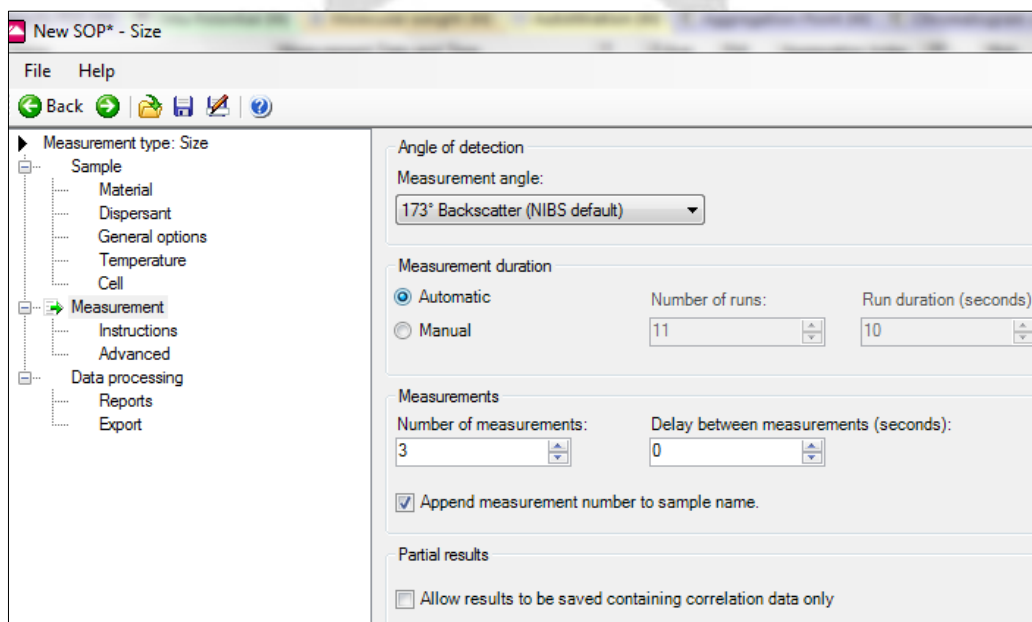 New SOP* - Size
File Help
Back
Measurement type: Size
Sample
Material
Dispersant
General options
Temperature
Cell
Measurement
Instructions
Advanced
Data processing
Reports
Export
Angle of detection
Measurement angle:
173° Backscatter (NIBS default)
Measurement duration
Automatic
Manual
Number of runs:
11
Run duration (seconds)
10
Measurements
Number of measurements:
3
Delay between measurements (seconds):
0
Append measurement number to sample name.
Partial results
Allow results to be saved containing correlation data only